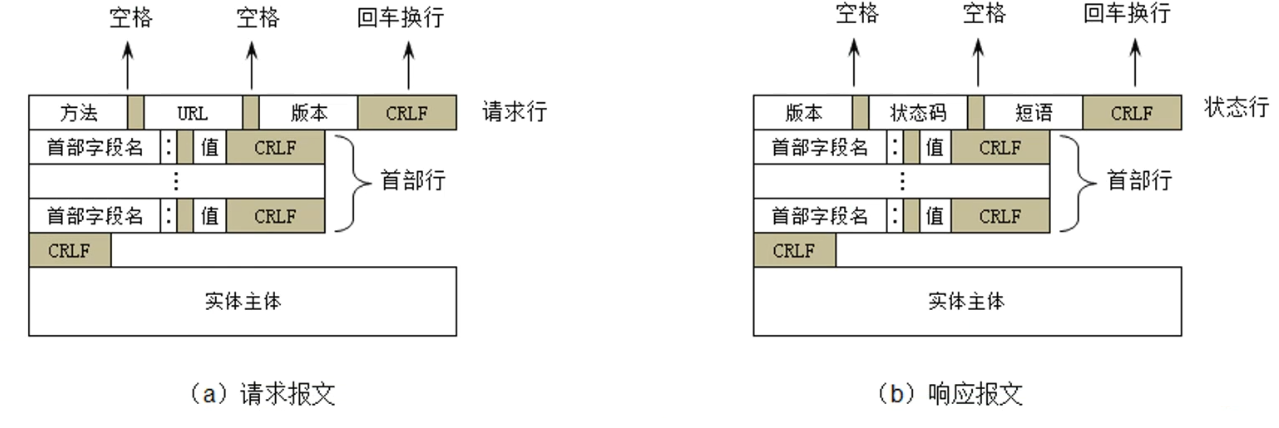 空格 空格 回车换行
方法 URL 版本 CRLF 请求行
首部字段名 : 值 CRLF
⋮ 首部行
首部字段名 : 值 CRLF
CRLF
实体主体
(a) 请求报文
空格 空格 回车换行
版本 状态码 短语 CRLF 状态行
首部字段名 : 值 CRLF
⋮ 首部行
首部字段名 : 值 CRLF
CRLF
实体主体
(b) 响应报文